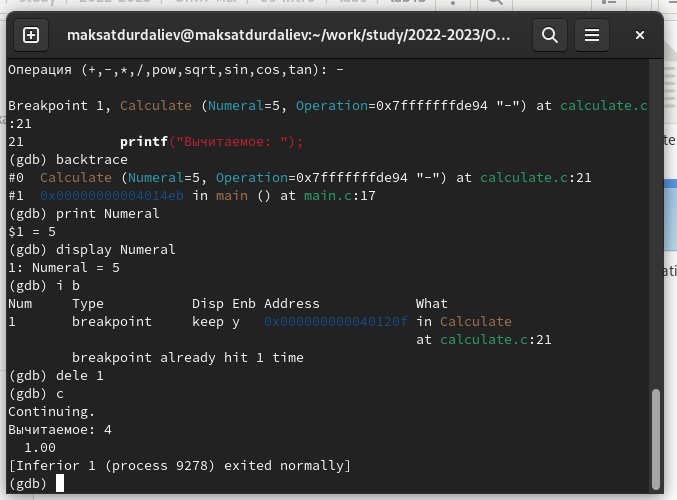 maksatdurdaliev@maksatdurdaliev:~/work/study/2022-2023/O...
Операция (+,-,*,/,pow,sqrt,sin,cos,tan): -
Breakpoint 1, Calculate (Numeral=5, Operation=0x7fffffffde94 "-") at calculate.c
:21
21 printf("Вычитаемое: ");
(gdb) backtrace
#0 Calculate (Numeral=5, Operation=0x7fffffffde94 "-") at calculate.c:21
#1 0x00000000004014eb in main () at main.c:17
(gdb) print Numeral
$1 = 5
(gdb) display Numeral
1: Numeral = 5
(gdb) i b
Num Type Disp Enb Address What
1 breakpoint keep y 0x000000000040120f in Calculate
at calculate.c:21
breakpoint already hit 1 time
(gdb) dele 1
(gdb) c
Continuing.
Вычитаемое: 4
1.00
[Inferior 1 (process 9278) exited normally]
(gdb)